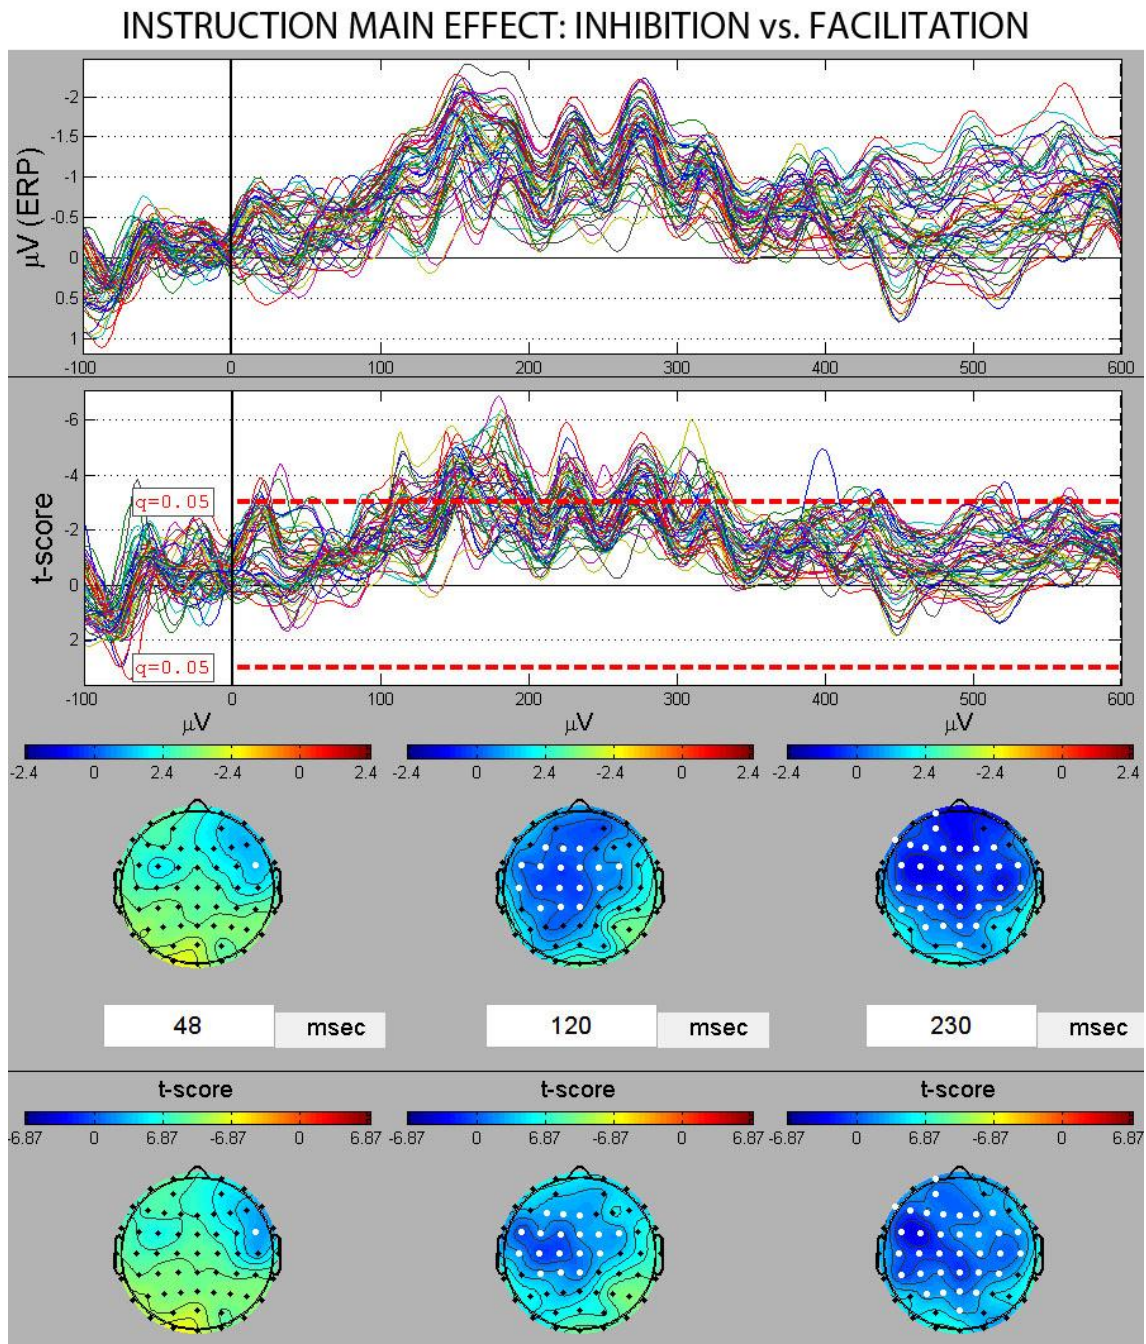 INSTRUCTION MAIN EFFECT: INHIBITION vs. FACILITATION
μV (ERP)
-2
-1.5
-1
-0.5
0
0.5
1
-100 0 100 200 300 400 500 600
t-score
-6
-4
q=0.05
-2
0
2
q=0.05
-100 0 100 200 300 400 500 600
μV μV μV
-2.4 0 2.4 -2.4 0 2.4 -2.4 0 2.4 -2.4 0 2.4 -2.4 0 2.4 -2.4 0 2.4
48 msec 120 msec 230 msec
t-score t-score t-score
-6.87 0 6.87 -6.87 0 6.87 -6.87 0 6.87 -6.87 0 6.87 -6.87 0 6.87 -6.87 0 6.87